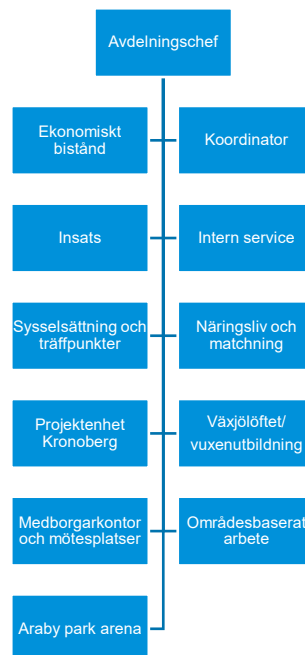 Avdelningschef
Ekonomiskt
bistånd
Koordinator
Insats
Intern service
Sysselsättning och
träffpunkter
Näringsliv och
matchning
Projektenhet
Kronoberg
Växjölöftet/
vuxenutbildning
Medborgarkontor
och mötesplatser
Områdesbaserat
arbete
Araby park arena